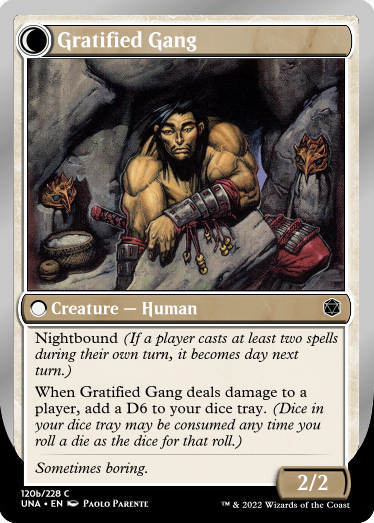 Gratified Gang
Creature — Human
Nightbound (If a player casts at least two spells
during their own turn, it becomes day next
turn.)
When Gratified Gang deals damage to a
player, add a D6 to your dice tray. (Dice in
your dice tray may be consumed any time you
roll a die as the dice for that roll.)
Sometimes boring.
2/2
120b/228 C
UNA • EN Paolo Parente
™ & 2022 Wizards of the Coast